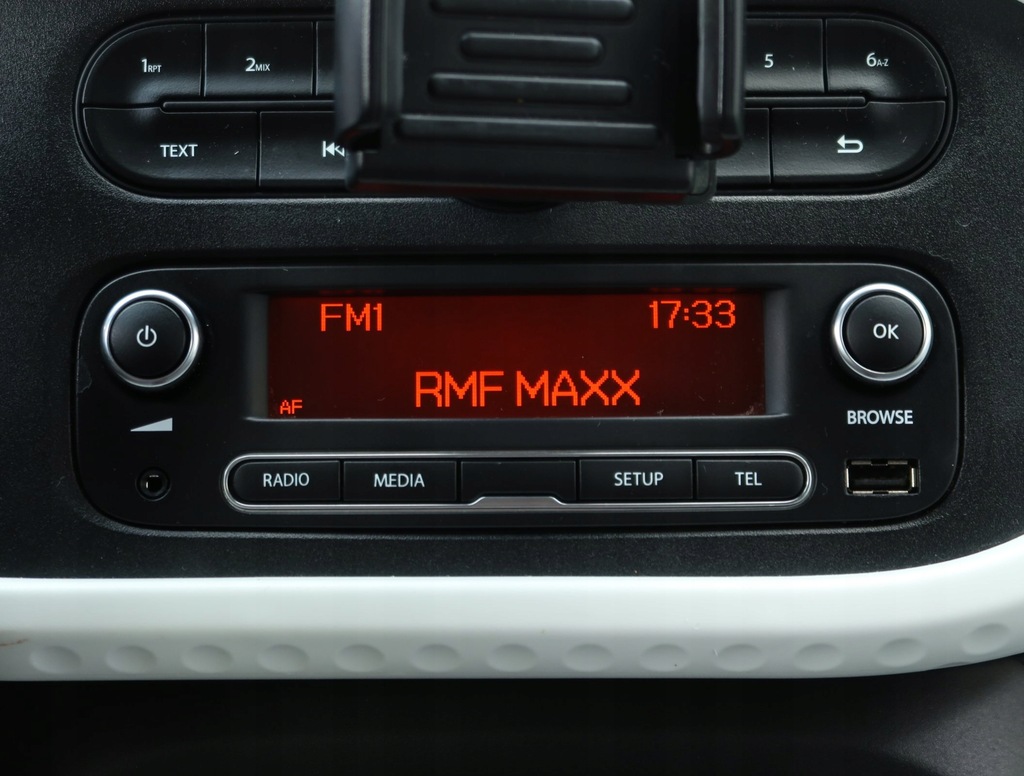 1RPT 2MIX 5 6A-Z
TEXT
FM1 17:33
OK
RMF MAXX
AF
BROWSE
RADIO MEDIA SETUP TEL